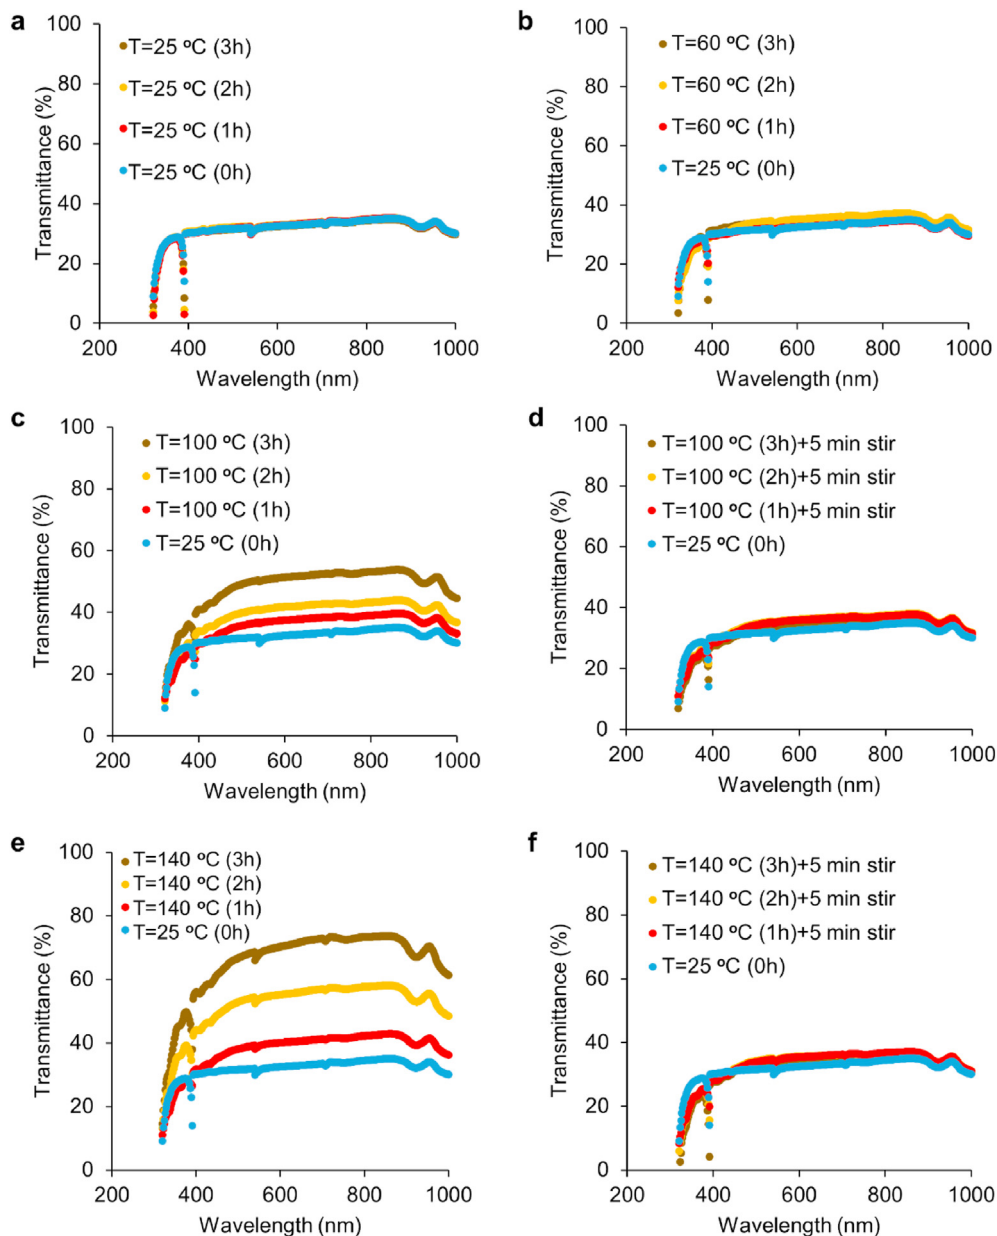 a
100
80
60
40
20
0
Transmittance (%)
T=25 ºC (3h)
T=25 ºC (2h)
T=25 ºC (1h)
T=25 ºC (0h)
200 400 600 800 1000
Wavelength (nm)
b
100
80
60
40
20
0
Transmittance (%)
T=60 ºC (3h)
T=60 ºC (2h)
T=60 ºC (1h)
T=25 ºC (0h)
200 400 600 800 1000
Wavelength (nm)
c
100
80
60
40
20
0
Transmittance (%)
T=100 ºC (3h)
T=100 ºC (2h)
T=100 ºC (1h)
T=25 ºC (0h)
200 400 600 800 1000
Wavelength (nm)
d
100
80
60
40
20
0
Transmittance (%)
T=100 ºC (3h)+5 min stir
T=100 ºC (2h)+5 min stir
T=100 ºC (1h)+5 min stir
T=25 ºC (0h)
200 400 600 800 1000
Wavelength (nm)
e
100
80
60
40
20
0
Transmittance (%)
T=140 ºC (3h)
T=140 ºC (2h)
T=140 ºC (1h)
T=25 ºC (0h)
200 400 600 800 1000
Wavelength (nm)
f
100
80
60
40
20
0
Transmittance (%)
T=140 ºC (3h)+5 min stir
T=140 ºC (2h)+5 min stir
T=140 ºC (1h)+5 min stir
T=25 ºC (0h)
200 400 600 800 1000
Wavelength (nm)